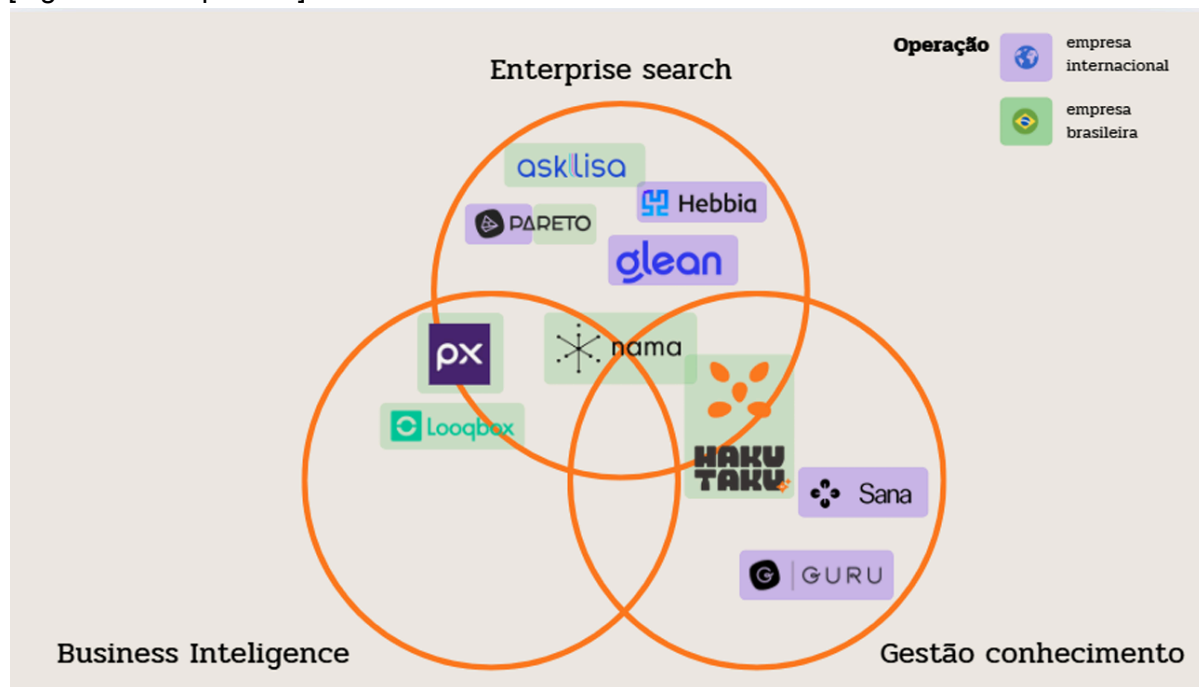 Operação
empresa
internacional
empresa
brasileira
Enterprise search
asklisa
Hebbia
PARETO
glean
px
nama
Looqbox
HAKU
TAKU
Sana
GURU
Business Inteligence
Gestão conhecimento